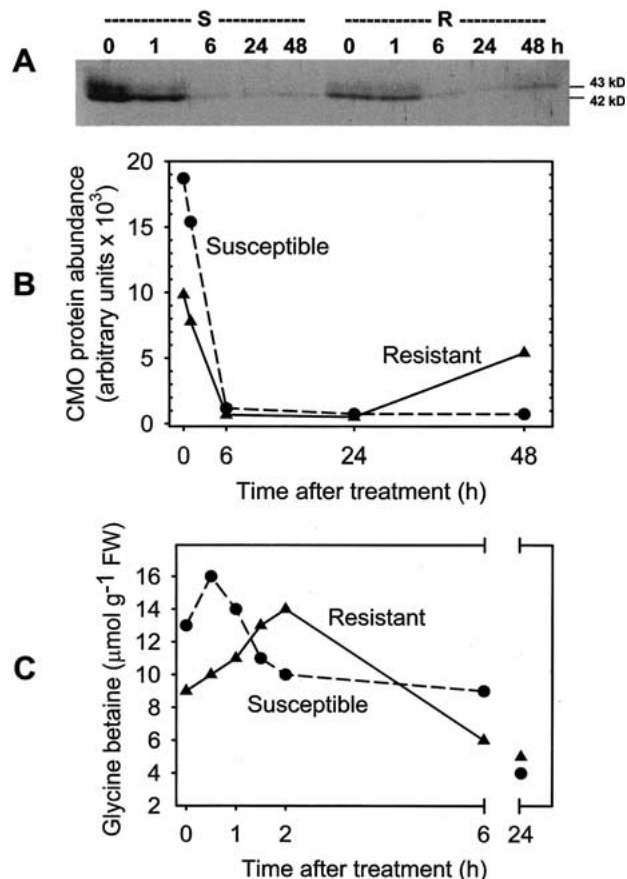 ---------- S ---------- ---------- R ----------
0 1 6 24 48 0 1 6 24 48 h
A
43 kD
42 kD
B
CMO protein abundance
(arbitrary units x 10³)
20
15
10
5
0
Susceptible
Resistant
0 6 24 48
Time after treatment (h)
C
Glycine betaine (µmol g⁻¹ FW)
16
14
12
10
8
6
4
2
Resistant
Susceptible
0 1 2 6 24
Time after treatment (h)